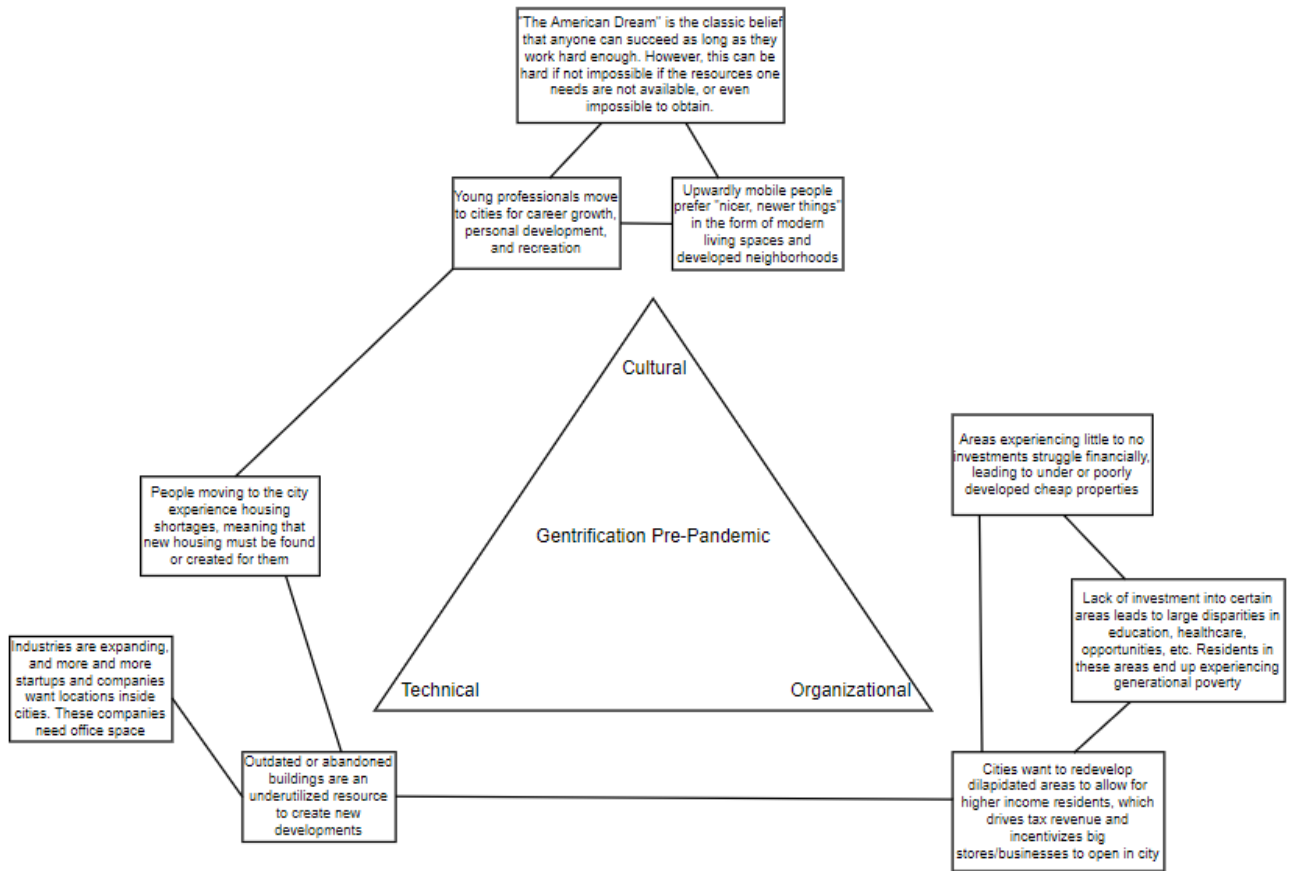 "The American Dream" is the classic belief
that anyone can succeed as long as they
work hard enough. However, this can be
hard if not impossible if the resources one
needs are not available, or even
impossible to obtain.
Young professionals move
to cities for career growth,
personal development,
and recreation
Upwardly mobile people
prefer "nicer, newer things"
in the form of modern
living spaces and
developed neighborhoods
Cultural
Areas experiencing little to no
investments struggle financially,
leading to under or poorly
developed cheap properties
People moving to the city
experience housing
shortages, meaning that
new housing must be found
or created for them
Gentrification Pre-Pandemic
Lack of investment into certain
areas leads to large disparities in
education, healthcare,
opportunities, etc. Residents in
these areas end up experiencing
generational poverty
Industries are expanding,
and more and more
startups and companies
want locations inside
cities. These companies
need office space
Technical
Organizational
Outdated or abandoned
buildings are an
underutilized resource
to create new
developments
Cities want to redevelop
dilapidated areas to allow for
higher income residents, which
drives tax revenue and
incentivizes big
stores/businesses to open in city